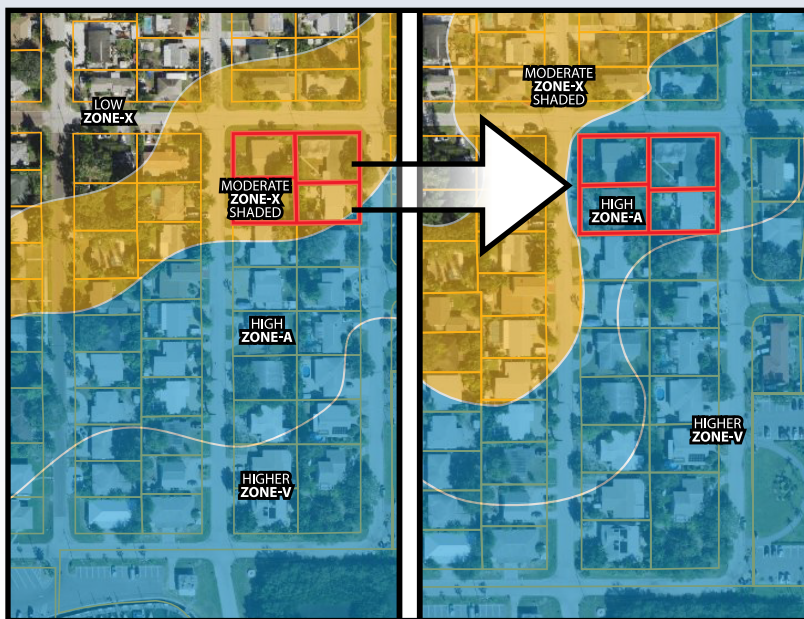 LOW
ZONE-X
MODERATE
ZONE-X
SHADED
HIGH
ZONE-A
HIGHER
ZONE-V
MODERATE
ZONE-X
SHADED
HIGH
ZONE-A
HIGHER
ZONE-V